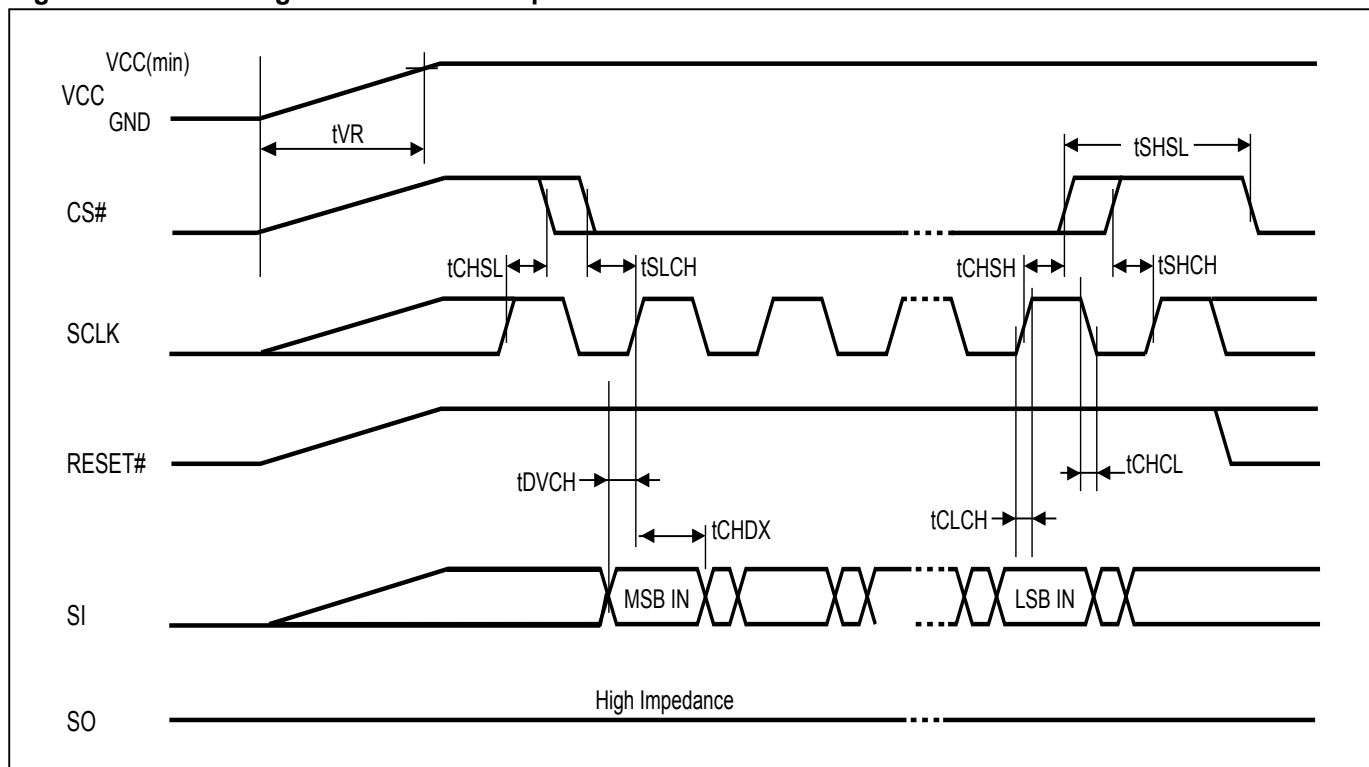 VCC(min)
VCC
GND
tVR
tSHSL
CS#
tCHSL
tSLCH
tCHSH
tSHCH
SCLK
RESET#
tDVCH
tCHCL
tCLCH
tCHDX
SI
MSB IN
LSB IN
High Impedance
SO